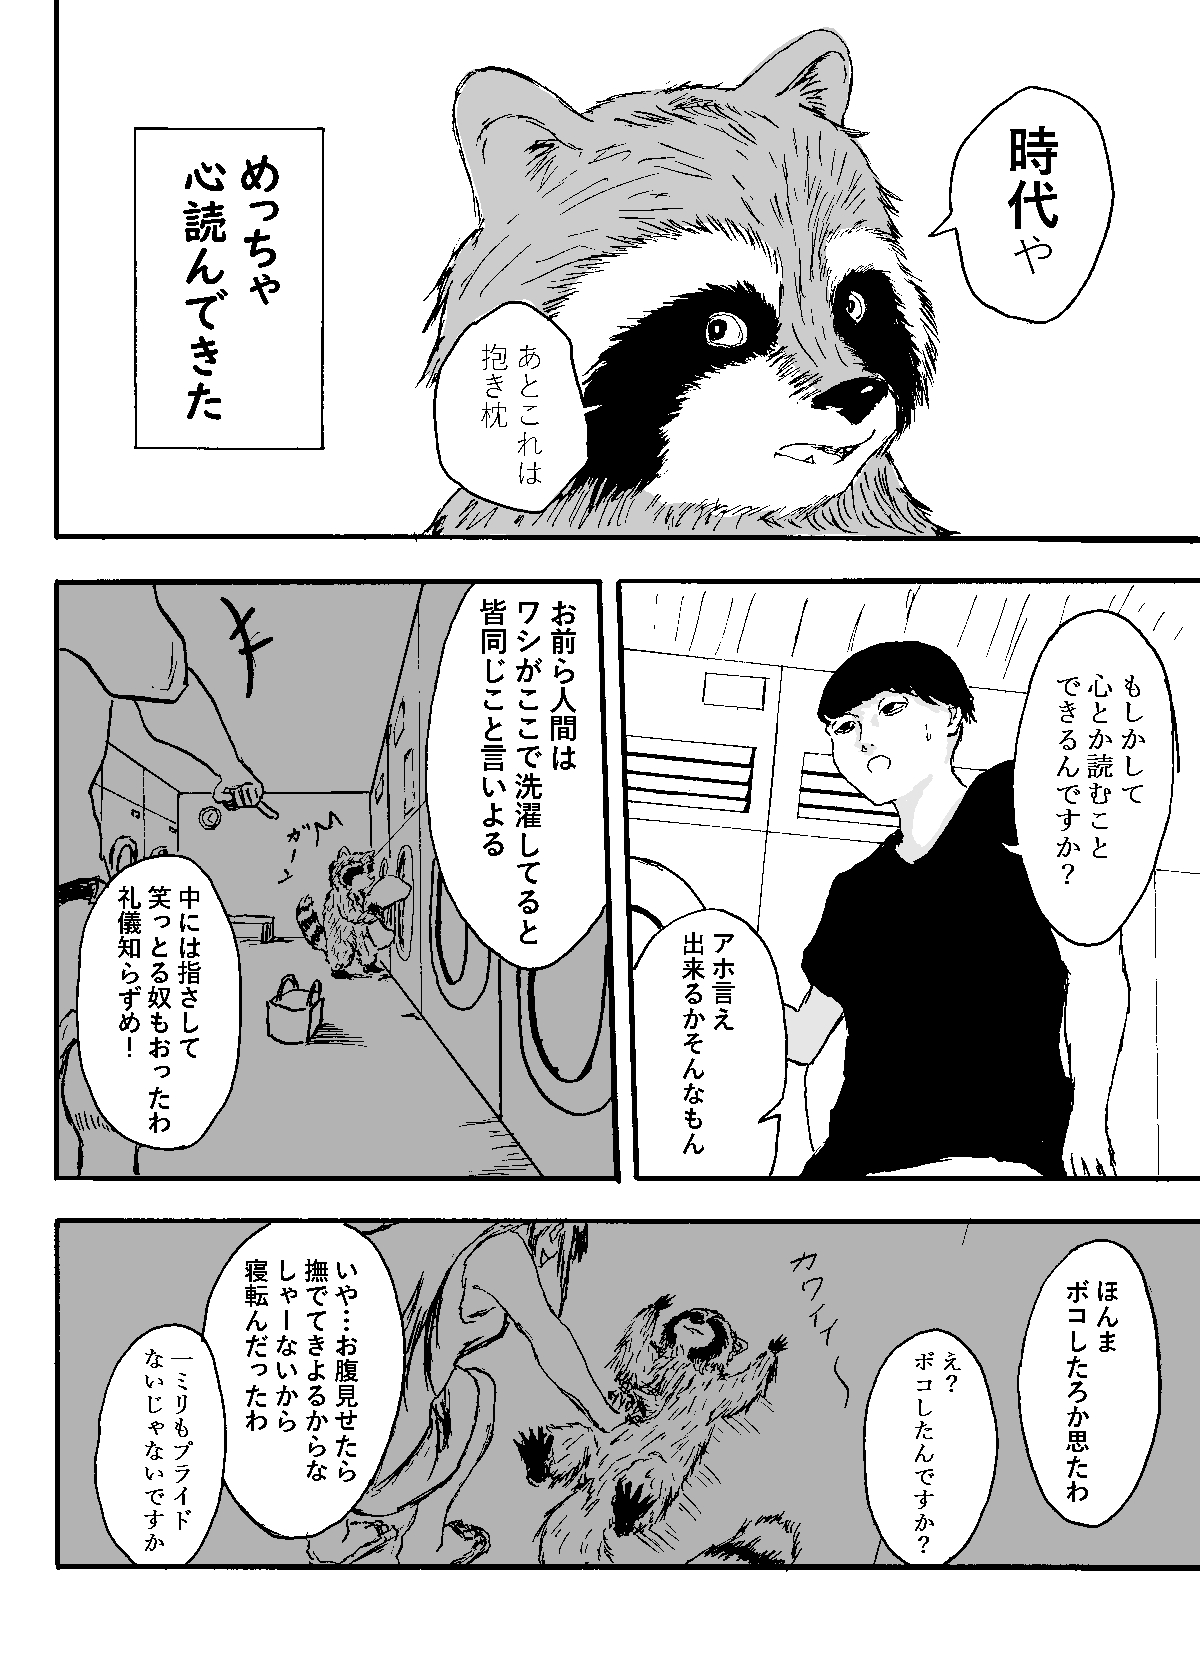 時代や
あとこれは
抱き枕
めっちゃ
心読んできた
もしかして
心とか読むこと
できるんですか？
アホ言え
出来るかそんなもん
お前ら人間は
ワシがここで洗濯してると
皆同じこと言いよる
ガーッ
中には指さして
笑っとる奴もおったわ
礼儀知らずめ！
ほんま
ボコしたろか思たわ
え？
ボコしたんですか？
カワイイ〜
いや…お腹見せたら
撫でてきよるからな
しゃーないから
寝転んだったわ
一ミリもプライド
ないじゃないですか